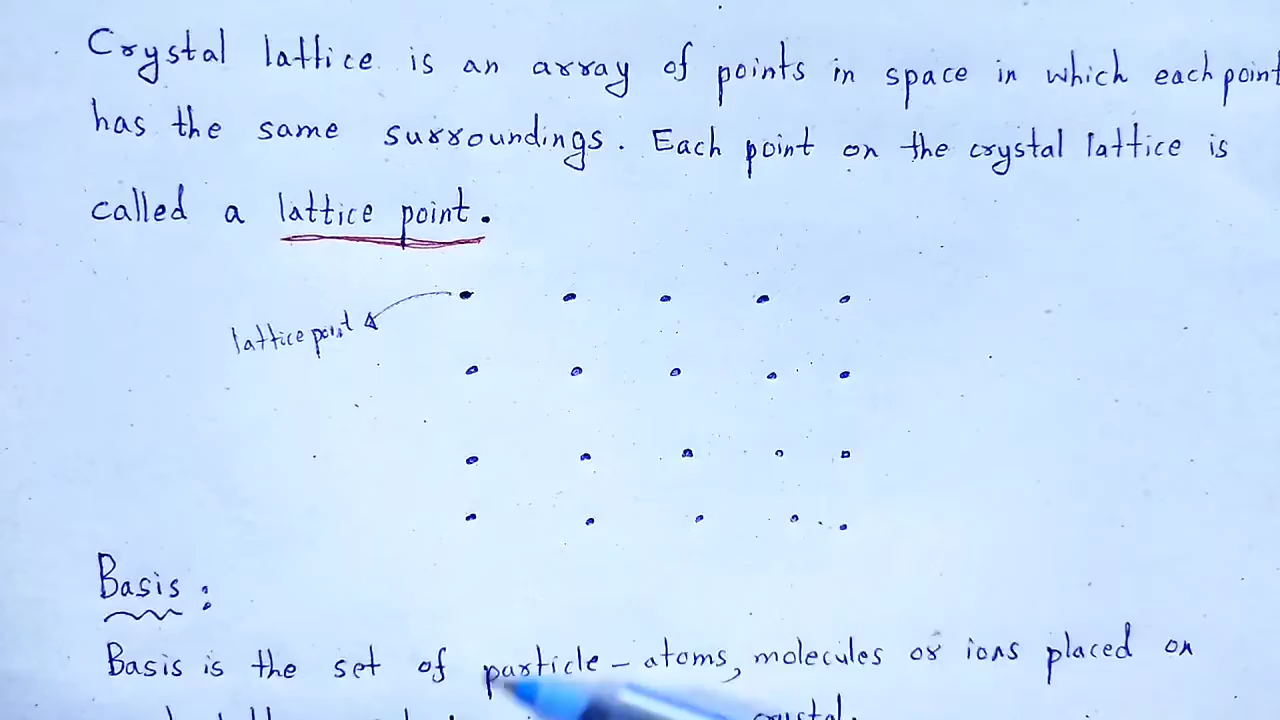 Crystal lattice is an array of points in space in which each point
has the same surroundings. Each point on the crystal lattice is
called a lattice point.
lattice point
Basis :
Basis is the set of particle - atoms, molecules or ions placed on
crystal.